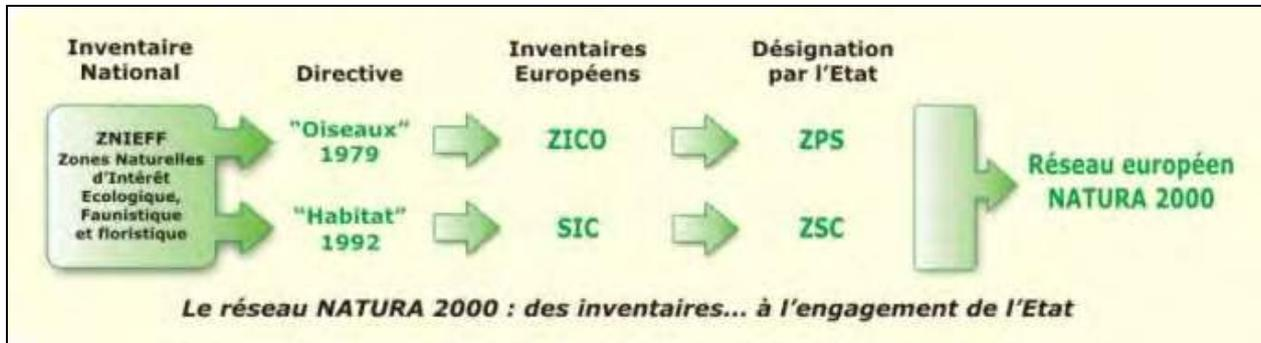 Inventaire
National
Directive
Inventaires
Européens
Désignation
par l'Etat
ZNIEFF
Zones Naturelles
d'Intérêt
Ecologique,
Faunistique
et floristique
"Oiseaux"
1979
ZICO
ZPS
"Habitat"
1992
SIC
ZSC
Réseau européen
NATURA 2000
Le réseau NATURA 2000 : des inventaires... à l'engagement de l'Etat